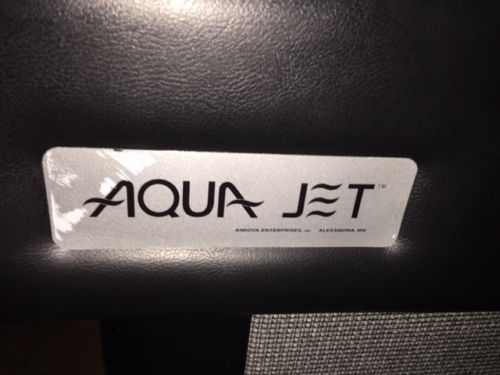 AQUA JET™
ANNOVA ENTERPRISES, INC. ALEXANDRIA, MN